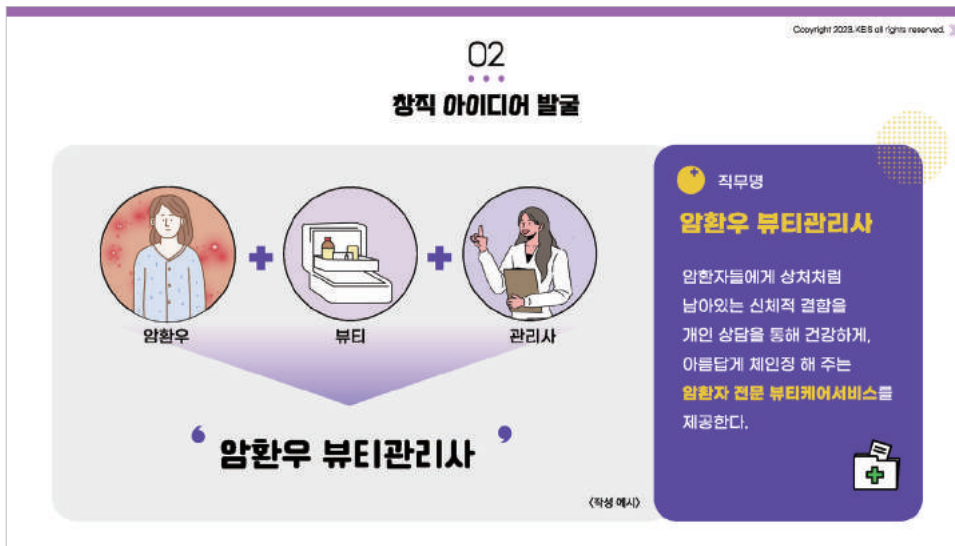 Copyright 2023.KBS all rights reserved.
02
창직 아이디어 발굴
암환우
뷰티
관리사
‘암환우 뷰티관리사’
<작성 예시>
직무명
암환우 뷰티관리사
암환자들에게 상처처럼
남아있는 신체적 결함을
개인 상담을 통해 건강하게,
아름답게 체인징 해 주는
암환자 전문 뷰티케어서비스를
제공한다.